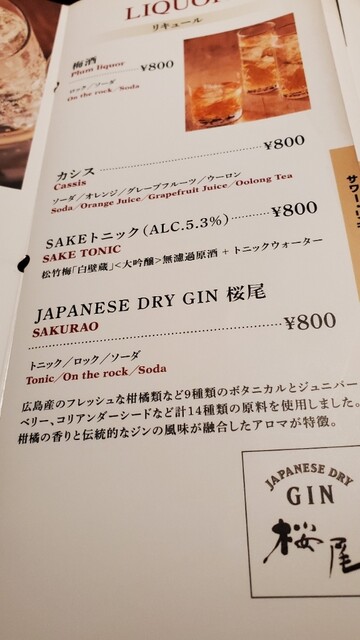 LIQUOR
リキュール
梅酒 ¥800
Plum liquor
ロック／ソーダ
On the rock／Soda
カシス ¥800
Cassis
ソーダ／オレンジ／グレープフルーツ／ウーロン
Soda／Orange Juice／Grapefruit Juice／Oolong Tea
SAKEトニック（ALC.5.3%） ¥800
SAKE TONIC
松竹梅「白壁蔵」<大吟醸>無濾過原酒 + トニックウォーター
JAPANESE DRY GIN 桜尾
SAKURAO ¥800
トニック／ロック／ソーダ
Tonic／On the rock／Soda
広島産のフレッシュな柑橘類など9種類のボタニカルとジュニパー
ベリー、コリアンダーシードなど計14種類の原料を使用しました。
柑橘の香りと伝統的なジンの風味が融合したアロマが特徴。
JAPANESE DRY
GIN
桜尾
サワー・